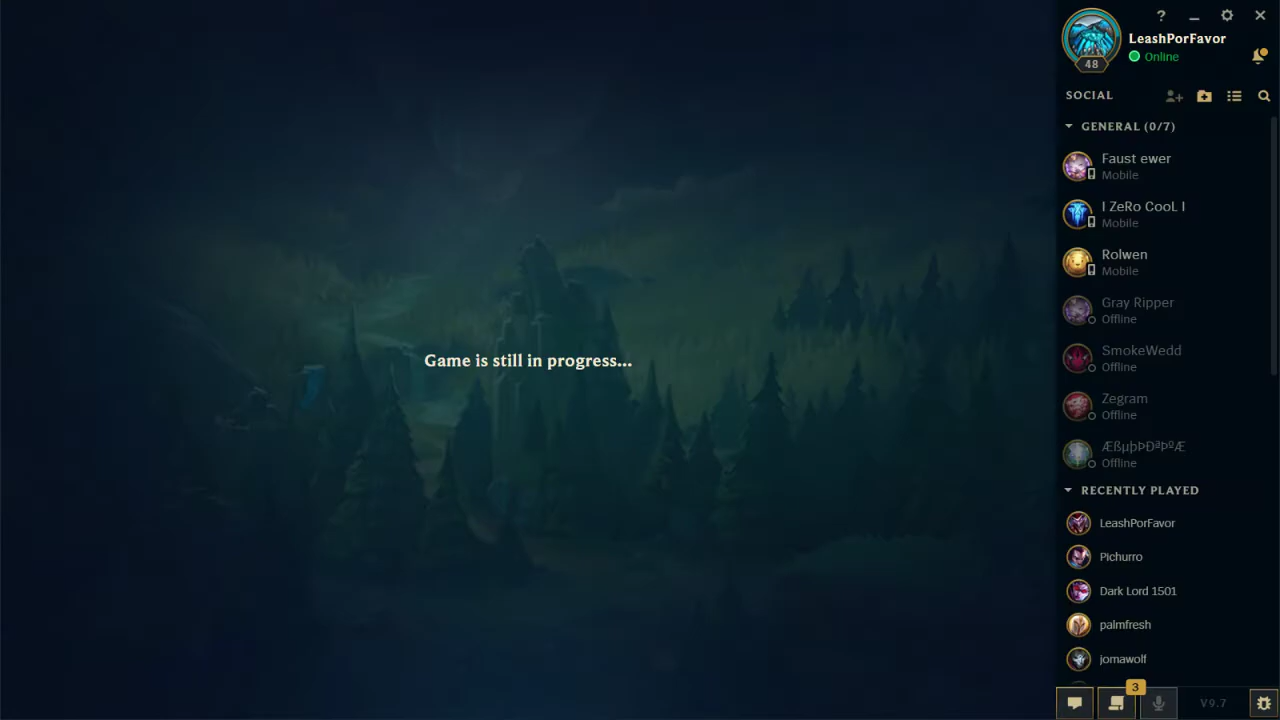 ?
LeashPorFavor
48
Online
SOCIAL
GENERAL (0/7)
Faust ewer
Mobile
I ZeRo CooL I
Mobile
Rolwen
Mobile
Gray Ripper
Offline
SmokeWedd
Offline
Zegram
Offline
Offline
Game is still in progress...
RECENTLY PLAYED
LeashPorFavor
Pichurro
Dark Lord 1501
palmfresh
jomawolf
3
V9.7